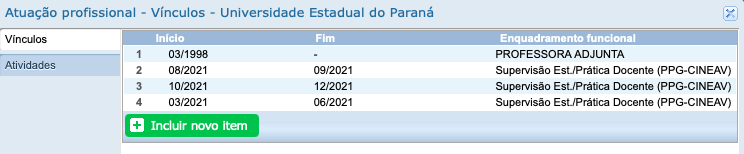 Atuação profissional - Vínculos - Universidade Estadual do Paraná
Vínculos
Atividades
Início Fim Enquadramento funcional
1 03/1998 - PROFESSORA ADJUNTA
2 08/2021 09/2021 Supervisão Est./Prática Docente (PPG-CINEAV)
3 10/2021 12/2021 Supervisão Est./Prática Docente (PPG-CINEAV)
4 03/2021 06/2021 Supervisão Est./Prática Docente (PPG-CINEAV)
Incluir novo item